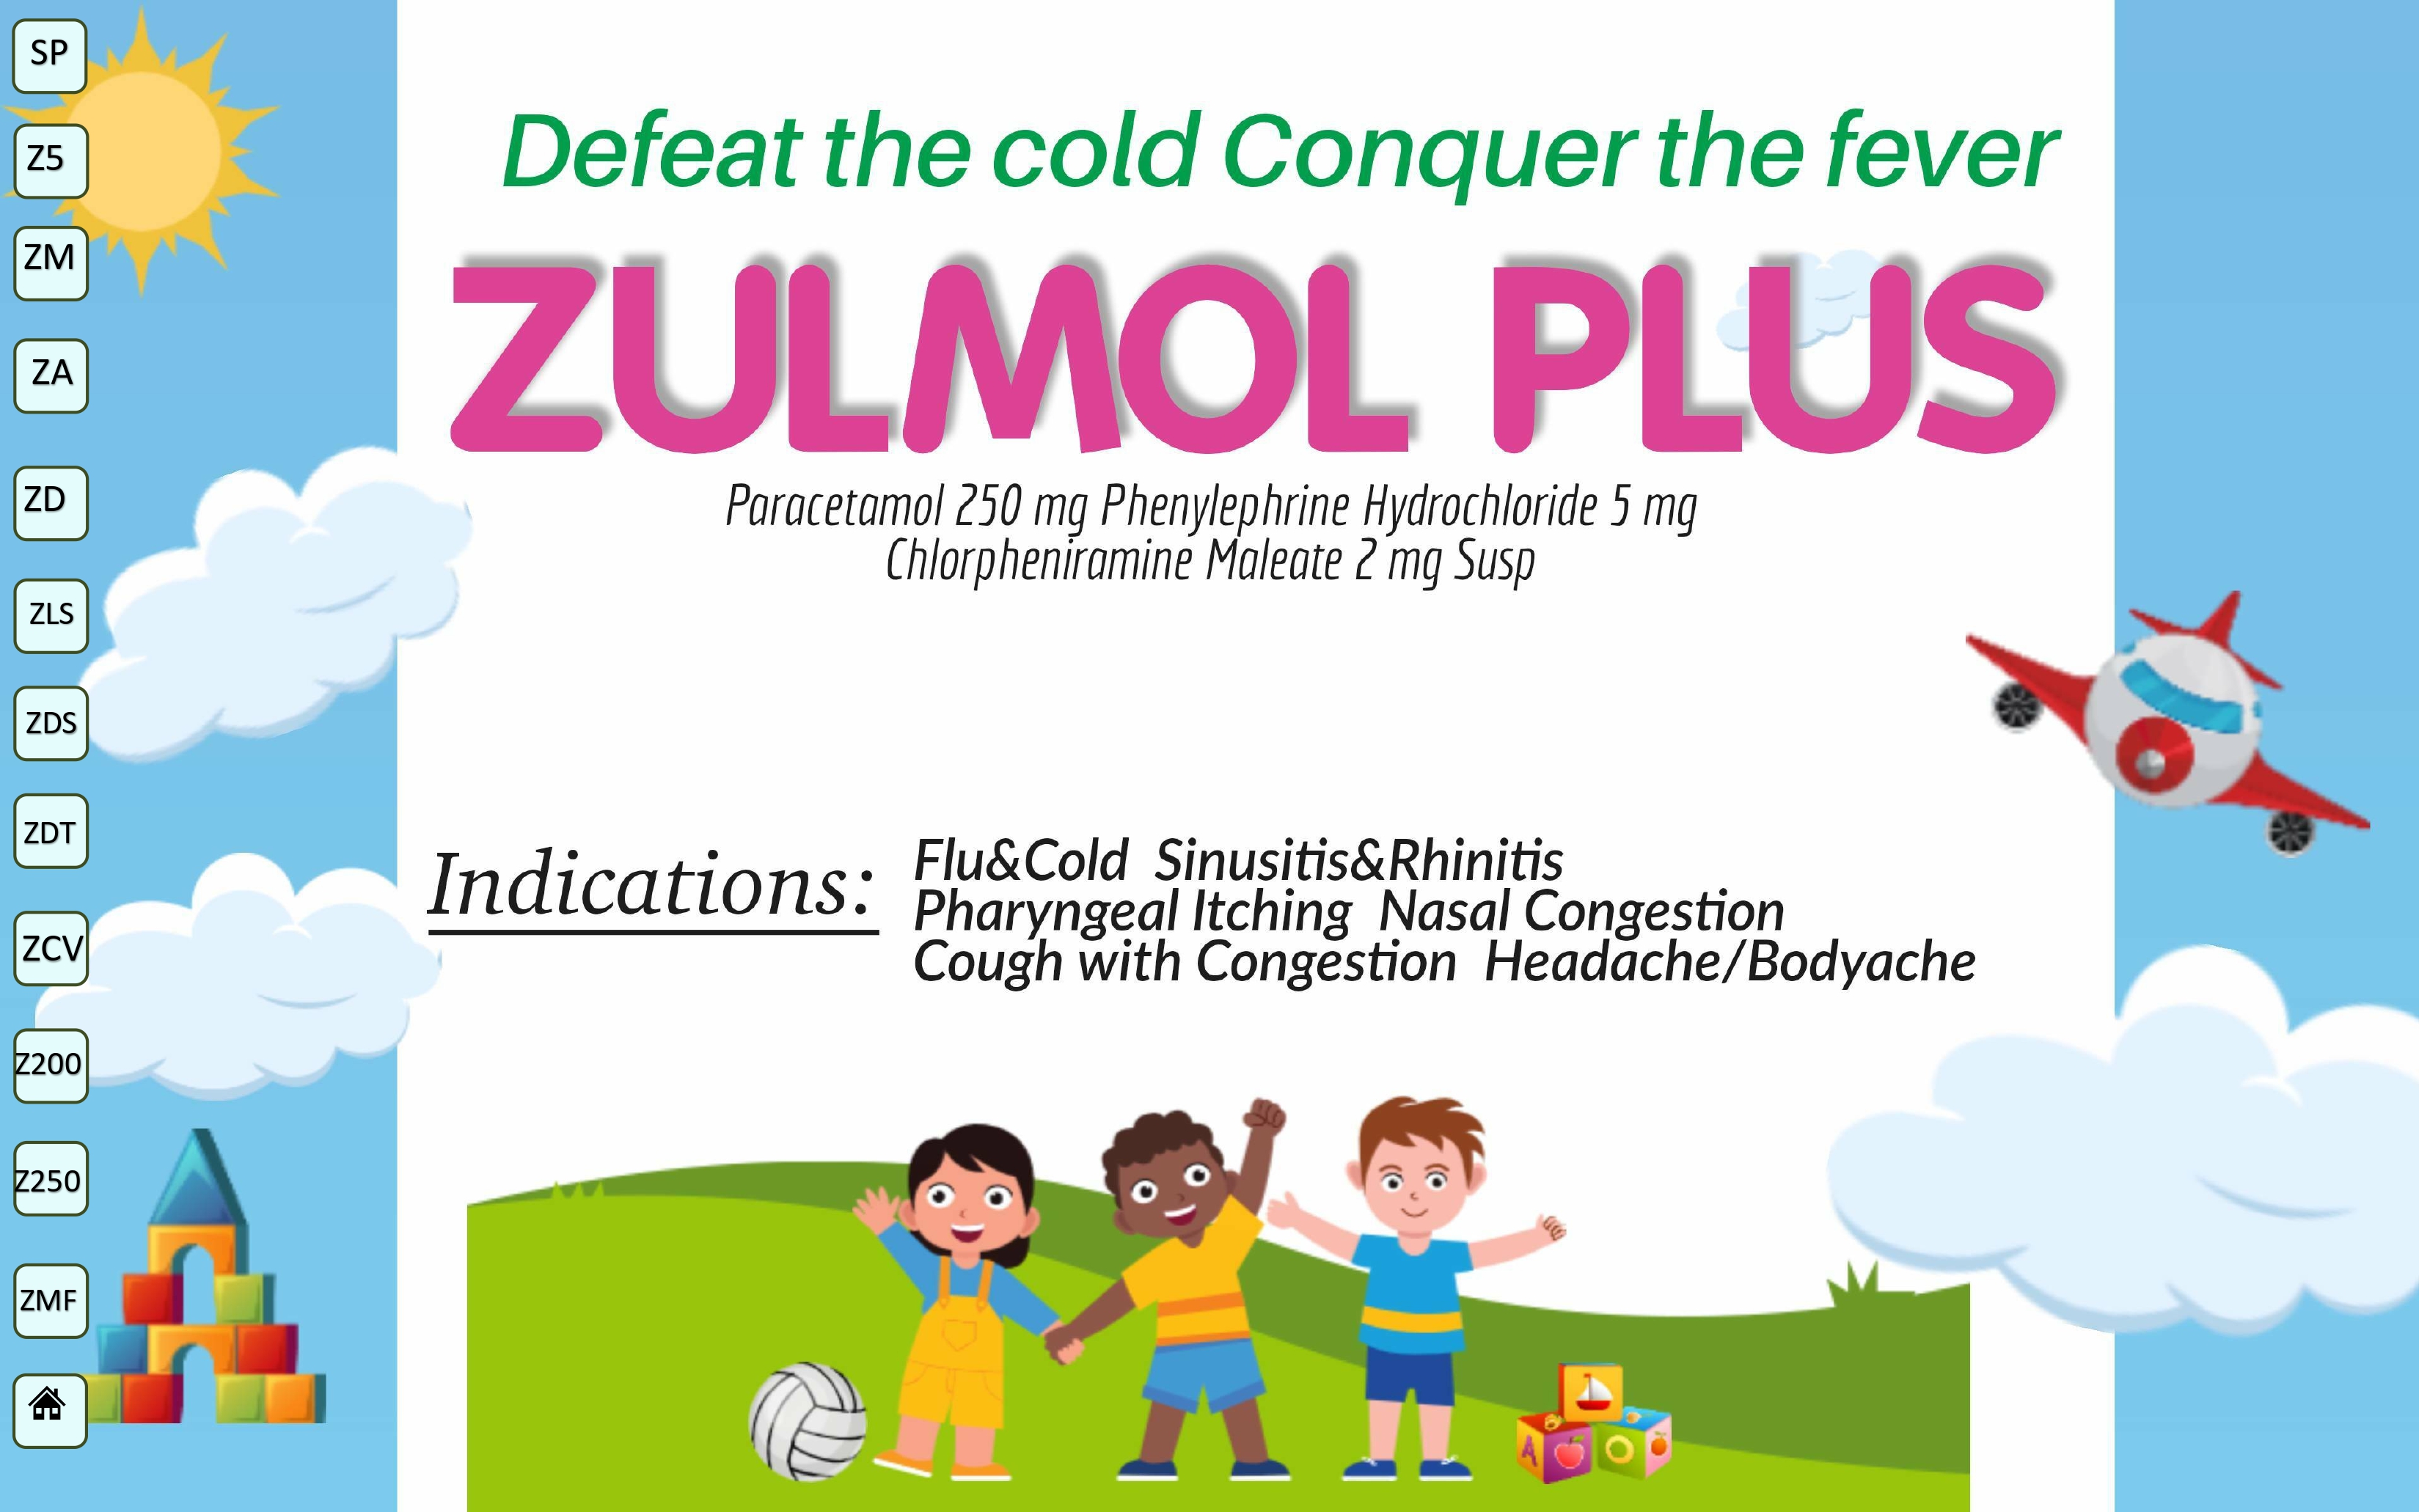 SP
Z5
ZM
ZA
ZD
ZLS
ZDS
ZDT
ZCV
Z200
Z250
ZMF
Defeat the cold Conquer the fever
ZULMOL PLUS
Paracetamol 250 mg Phenylephrine Hydrochloride 5 mg
Chlorpheniramine Maleate 2 mg Susp
Indications:
Flu&Cold Sinusitis&Rhinitis
Pharyngeal Itching Nasal Congestion
Cough with Congestion Headache/Bodyache
A